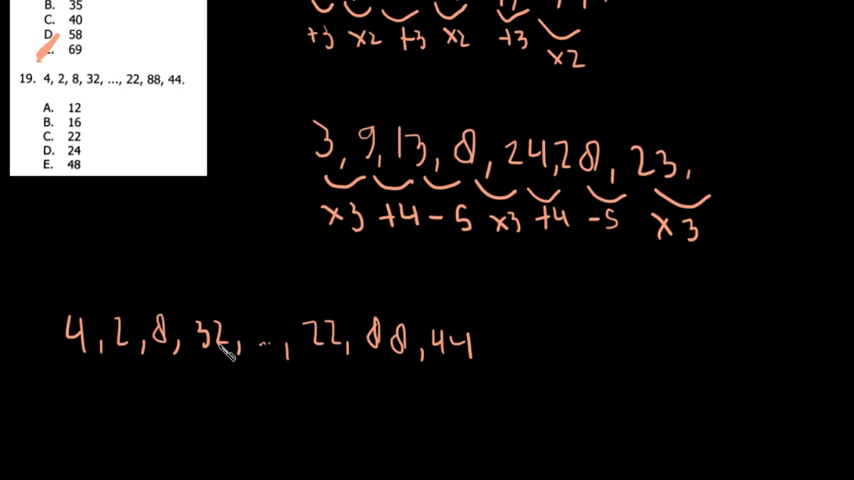 B. 35
C. 40
D. 58
69
19. 4, 2, 8, 32, ..., 22, 88, 44.
A. 12
B. 16
C. 22
D. 24
E. 48
+3 x2 +3 x2 +3 x2
3, 9, 13, 8, 24, 28, 23,
x3 +4 -5 x3 +4 -5 x3
4, 2, 8, 32, ..., 22, 88, 44